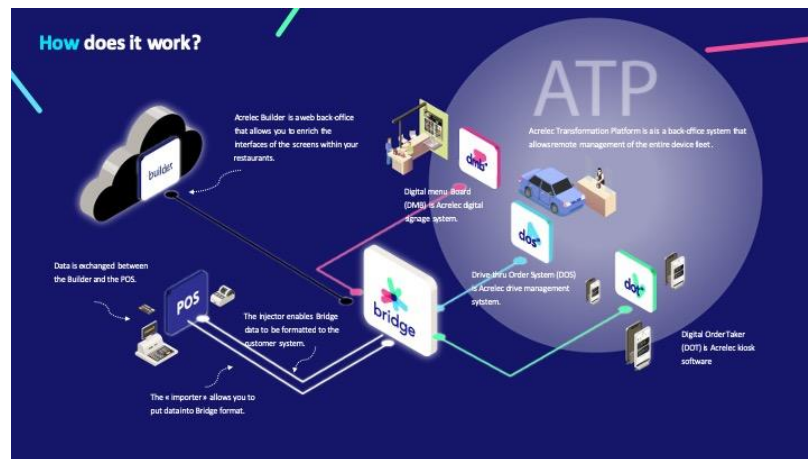 How does it work?
ATP
Acrelec Builder is a web back-office
that allows you to enrich the
interfaces of the screens within your
restaurants.
Acrelec Transformation Platform is a is a back-office system that
allows remote management of the entire device fleet .
builder
dmb
Digital menu Board
(DMB) is Acrelec digital
signage system.
dos
Data is exchanged between
the Builder and the POS.
POS
bridge
Drive thru Order System (DOS)
is Acrelec drive management
sytstem.
dot
The injector enables Bridge
data to be formatted to the
customer system.
Digital OrderTaker
(DOT) is Acrelec kiosk
software
The « importer » allows you to
put data into Bridge format.